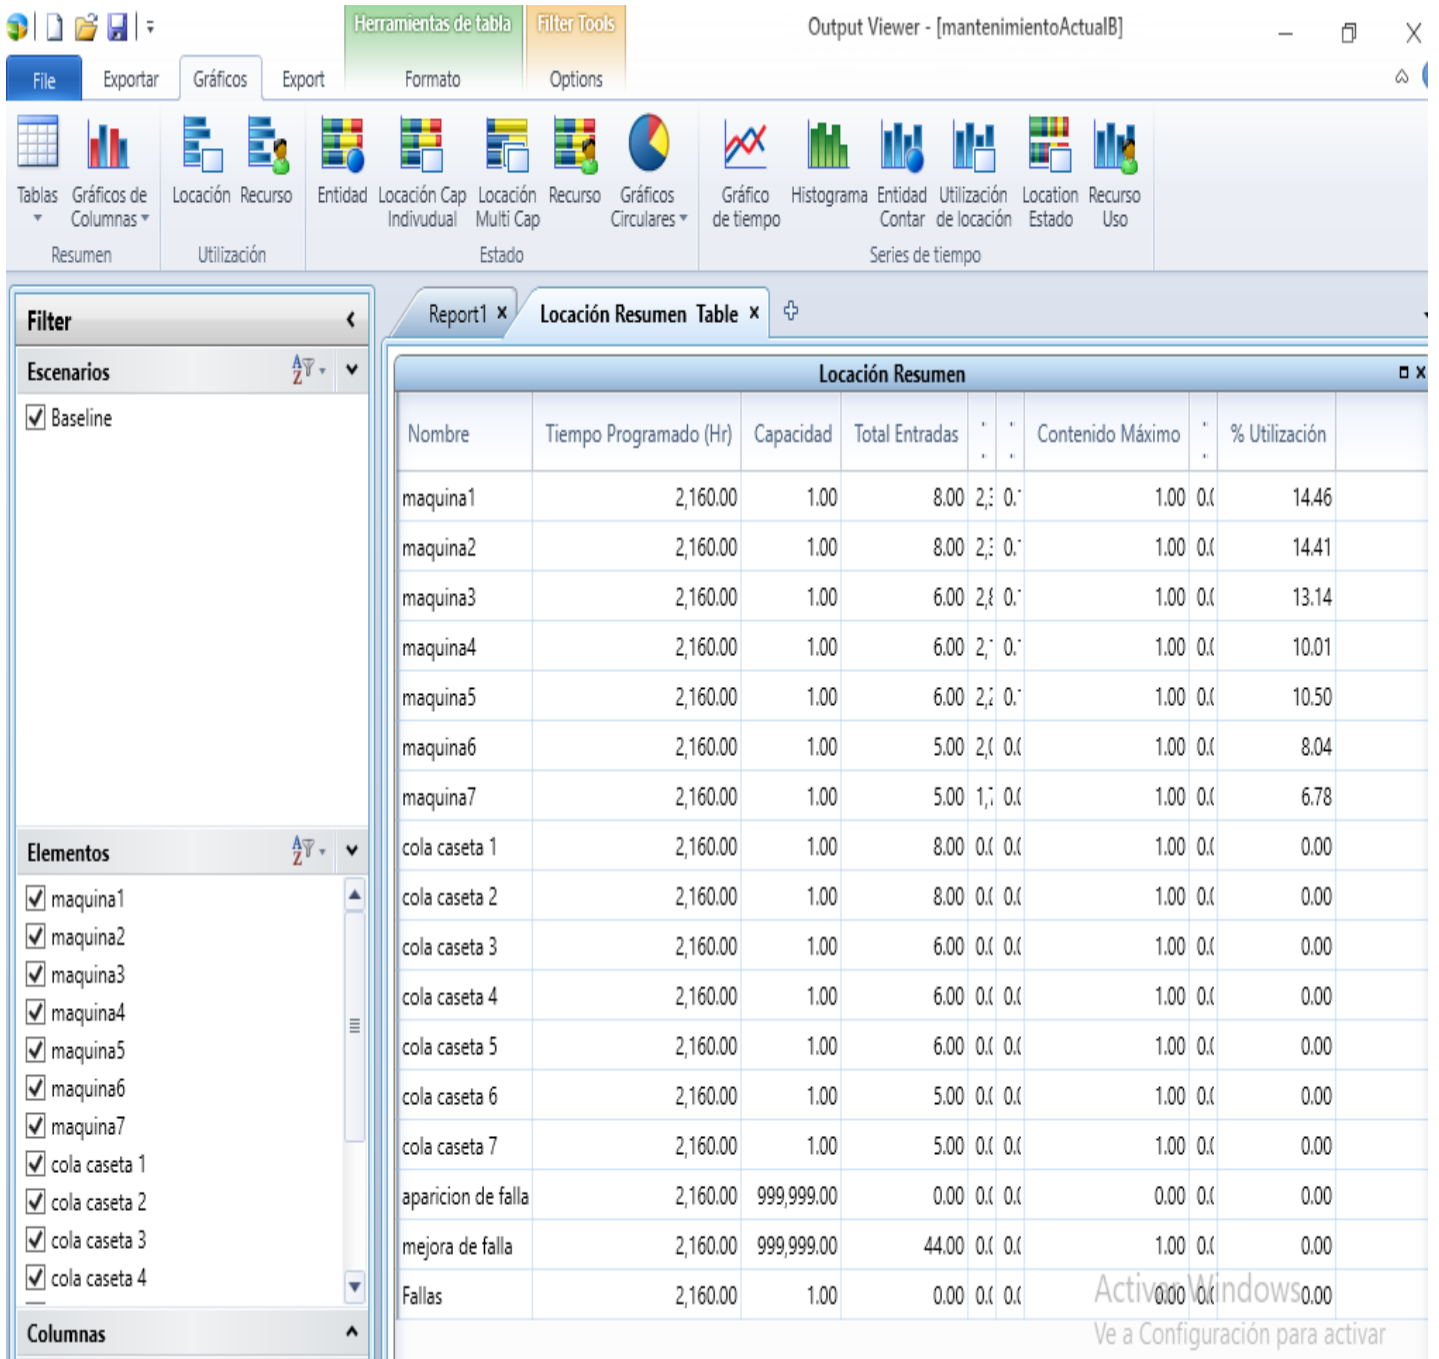 Herramientas de tabla Filter Tools Output Viewer - [mantenimientoActualB]
File Exportar Gráficos Export Formato Options
Tablas Gráficos de Columnas Locación Recurso Entidad Locación Cap Indivudual Locación Multi Cap Recurso Gráficos Circulares Gráfico de tiempo Histograma Entidad Contar Utilización de locación Location Estado Recurso Uso
Resumen Utilización Estado Series de tiempo
Filter
Escenarios
Baseline
Elementos
maquina1
maquina2
maquina3
maquina4
maquina5
maquina6
maquina7
cola caseta 1
cola caseta 2
cola caseta 3
cola caseta 4
Columnas
Report1 Locación Resumen Table
Locación Resumen
Nombre Tiempo Programado (Hr) Capacidad Total Entradas Contenido Máximo % Utilización
maquina1 2,160.00 1.00 8.00 1.00 14.46
maquina2 2,160.00 1.00 8.00 1.00 14.41
maquina3 2,160.00 1.00 6.00 1.00 13.14
maquina4 2,160.00 1.00 6.00 1.00 10.01
maquina5 2,160.00 1.00 6.00 1.00 10.50
maquina6 2,160.00 1.00 5.00 1.00 8.04
maquina7 2,160.00 1.00 5.00 1.00 6.78
cola caseta 1 2,160.00 1.00 8.00 1.00 0.00
cola caseta 2 2,160.00 1.00 8.00 1.00 0.00
cola caseta 3 2,160.00 1.00 6.00 1.00 0.00
cola caseta 4 2,160.00 1.00 6.00 1.00 0.00
cola caseta 5 2,160.00 1.00 6.00 1.00 0.00
cola caseta 6 2,160.00 1.00 5.00 1.00 0.00
cola caseta 7 2,160.00 1.00 5.00 1.00 0.00
aparicion de falla 2,160.00 999,999.00 0.00 0.00 0.00
mejora de falla 2,160.00 999,999.00 44.00 1.00 0.00
Fallas 2,160.00 1.00 0.00 0.00 0.00
Activar Windows
Ve a Configuración para activar